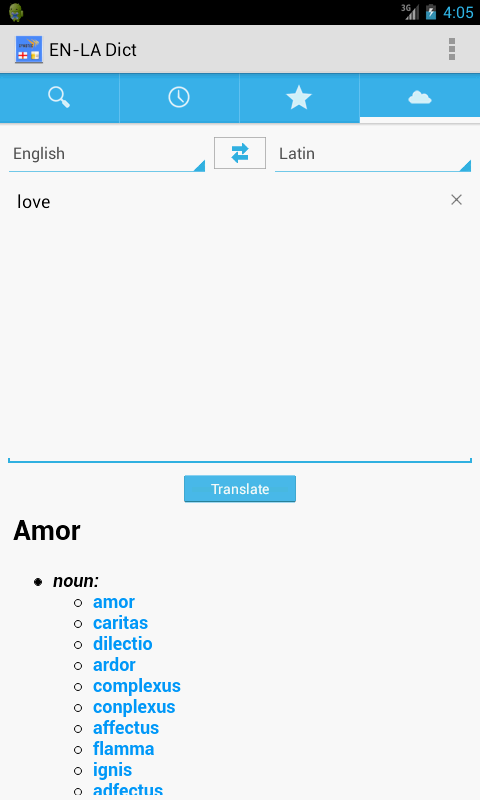 3G 4:05
EN-LA Dict
English Latin
love
Translate
Amor
noun:
amor
caritas
dilectio
ardor
complexus
conplexus
affectus
flamma
ignis
adfectus